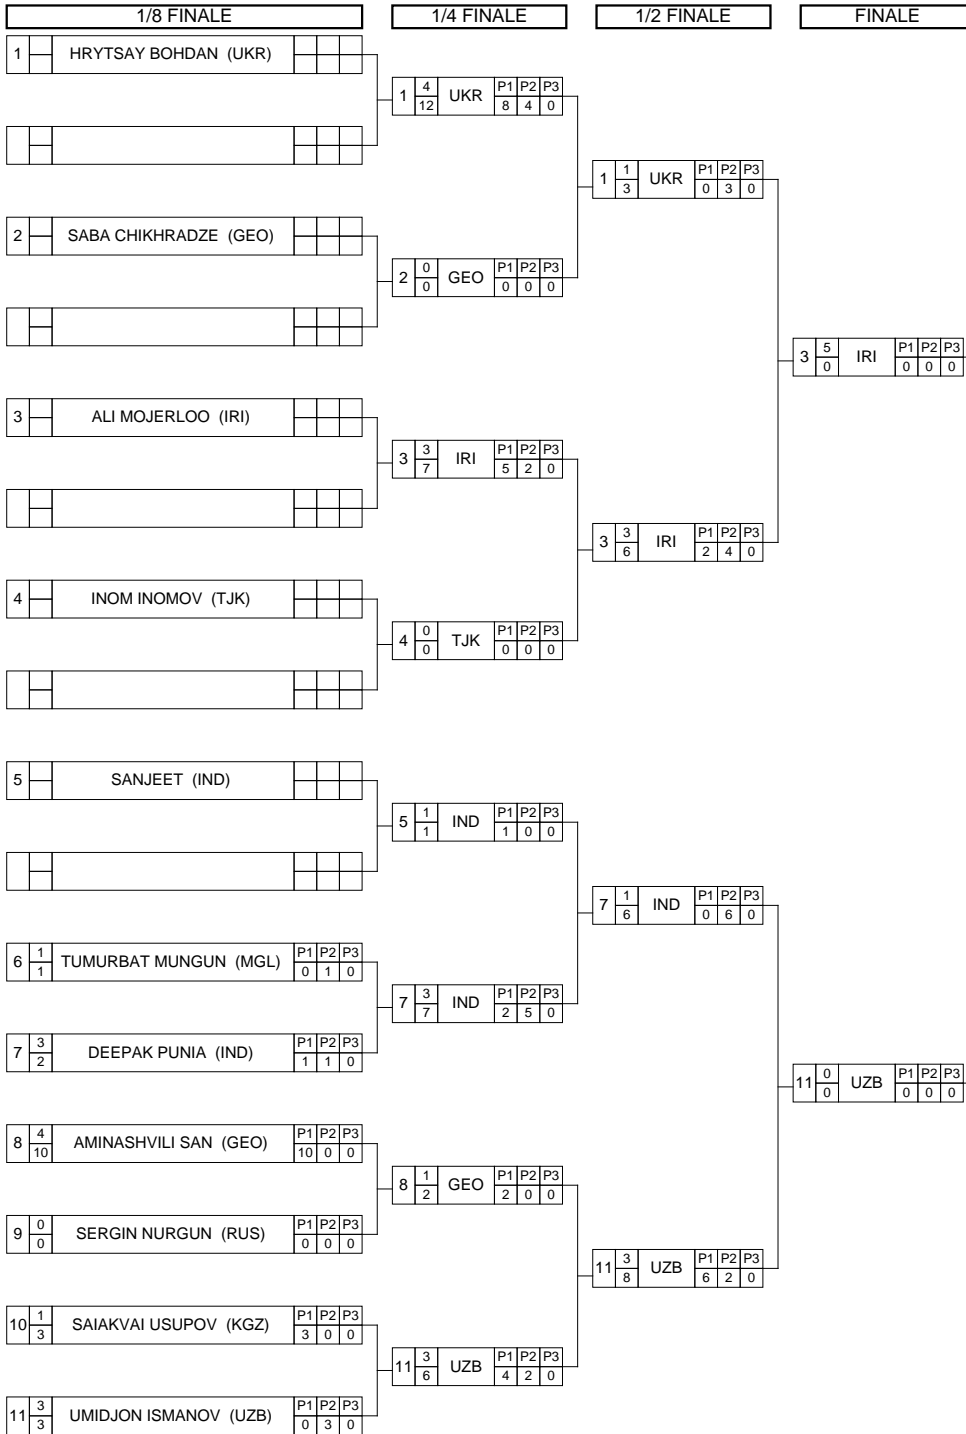 1/8 FINALE 1/4 FINALE 1/2 FINALE FINALE
1 HRYTSAY BOHDAN (UKR)
1 4 12 UKR P1 P2 P3 8 4 0
1 1 3 UKR P1 P2 P3 0 3 0
2 SABA CHIKHRADZE (GEO)
2 0 0 GEO P1 P2 P3 0 0 0
3 5 0 IRI P1 P2 P3 0 0 0
3 ALI MOJERLOO (IRI)
3 3 7 IRI P1 P2 P3 5 2 0
3 3 6 IRI P1 P2 P3 2 4 0
4 INOM INOMOV (TJK)
4 0 0 TJK P1 P2 P3 0 0 0
5 SANJEET (IND)
5 1 1 IND P1 P2 P3 1 0 0
7 1 6 IND P1 P2 P3 0 6 0
6 1 1 TUMURBAT MUNGUN (MGL) P1 P2 P3 0 1 0
7 3 7 IND P1 P2 P3 2 5 0
7 3 2 DEEPAK PUNIA (IND) P1 P2 P3 1 1 0
11 0 0 UZB P1 P2 P3 0 0 0
8 4 10 AMINASHVILI SAN (GEO) P1 P2 P3 10 0 0
8 1 2 GEO P1 P2 P3 2 0 0
9 0 0 SERGIN NURGUN (RUS) P1 P2 P3 0 0 0
11 3 8 UZB P1 P2 P3 6 2 0
10 1 3 SAIAKVAI USUPOV (KGZ) P1 P2 P3 3 0 0
11 3 6 UZB P1 P2 P3 4 2 0
11 3 3 UMIDJON ISMANOV (UZB) P1 P2 P3 0 3 0